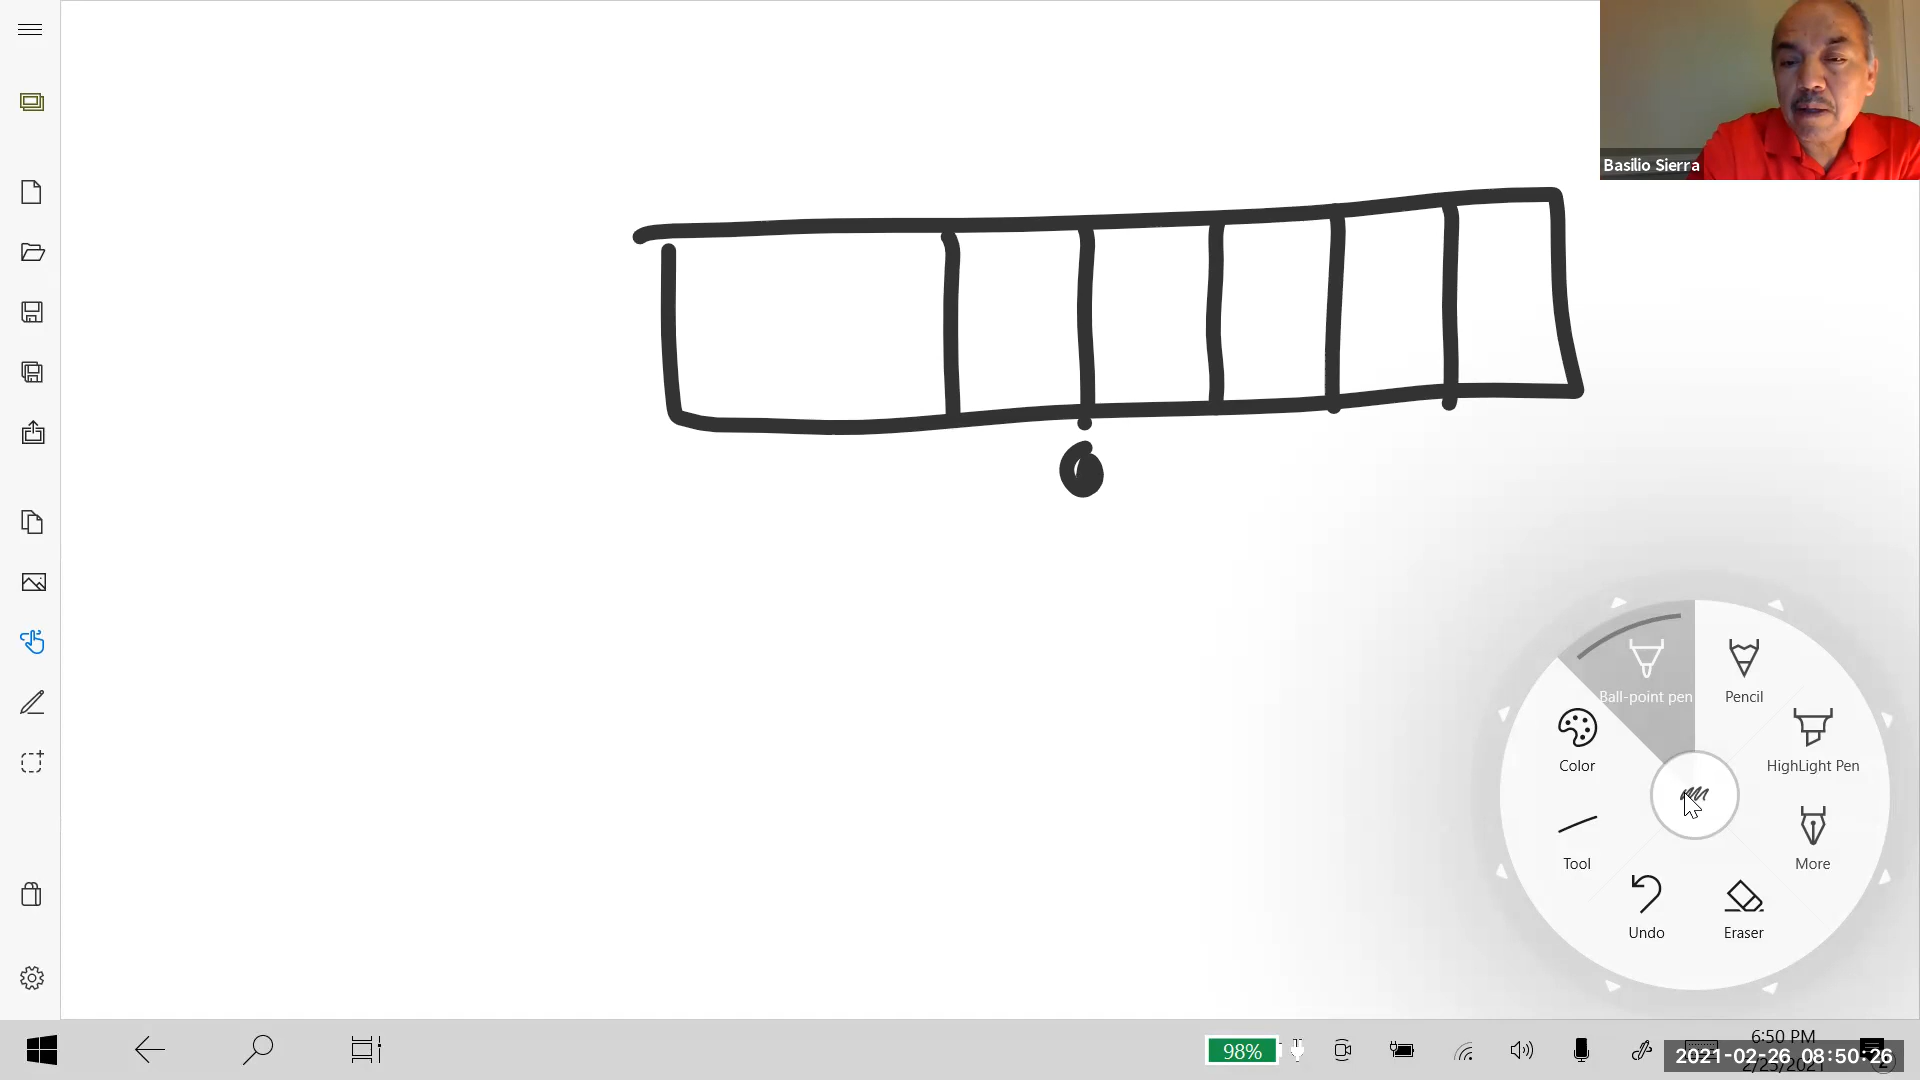 Basilio Sierra
Ball-point pen
Pencil
Color
HighLight Pen
Tool
More
Undo
Eraser
98%
6:50 PM
2021-02-26 08:50:26